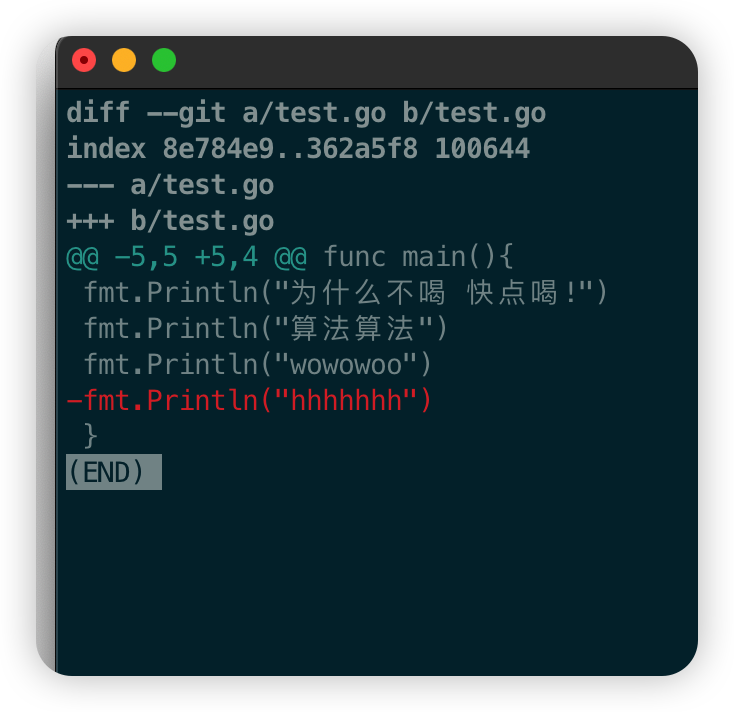 diff --git a/test.go b/test.go
index 8e784e9..362a5f8 100644
--- a/test.go
+++ b/test.go
@@ -5,5 +5,4 @@ func main(){
 fmt.Println("为什么不喝 快点喝!")
 fmt.Println("算法算法")
 fmt.Println("wowowoo")
-fmt.Println("hhhhhhh")
 }
(END)